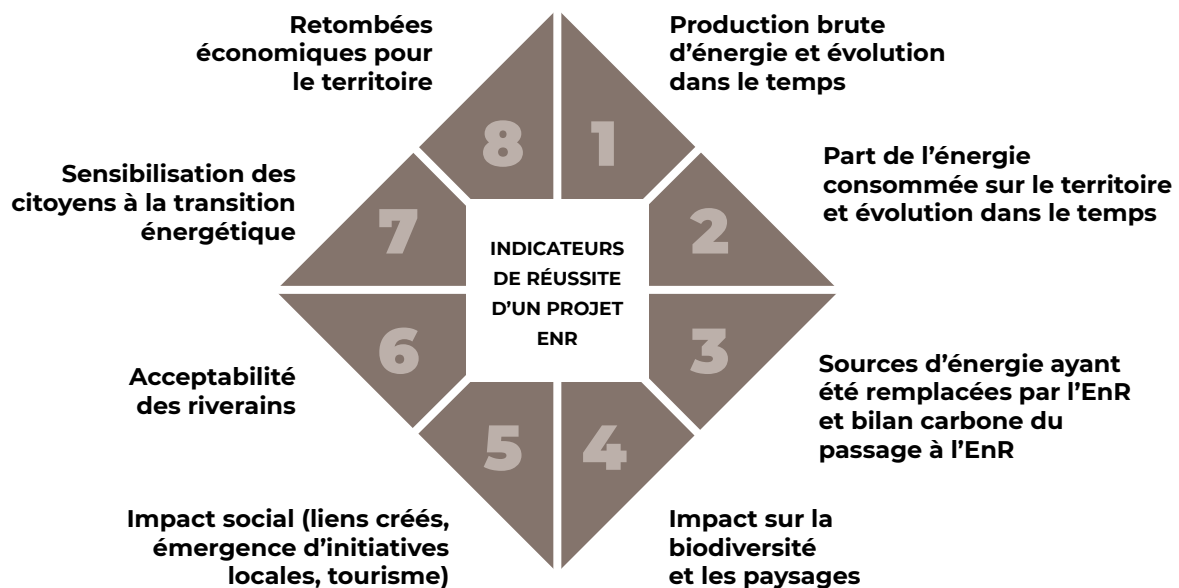 Retombées
économiques pour
le territoire
8
1
Production brute
d’énergie et évolution
dans le temps
Sensibilisation des
citoyens à la transition
énergétique
7
2
Part de l’énergie
consommée sur le territoire
et évolution dans le temps
INDICATEURS
DE RÉUSSITE
D’UN PROJET
ENR
Acceptabilité
des riverains
6
3
Sources d’énergie ayant
été remplacées par l’EnR
et bilan carbone du
passage à l’EnR
5
4
Impact social (liens créés,
émergence d’initiatives
locales, tourisme)
Impact sur la
biodiversité
et les paysages